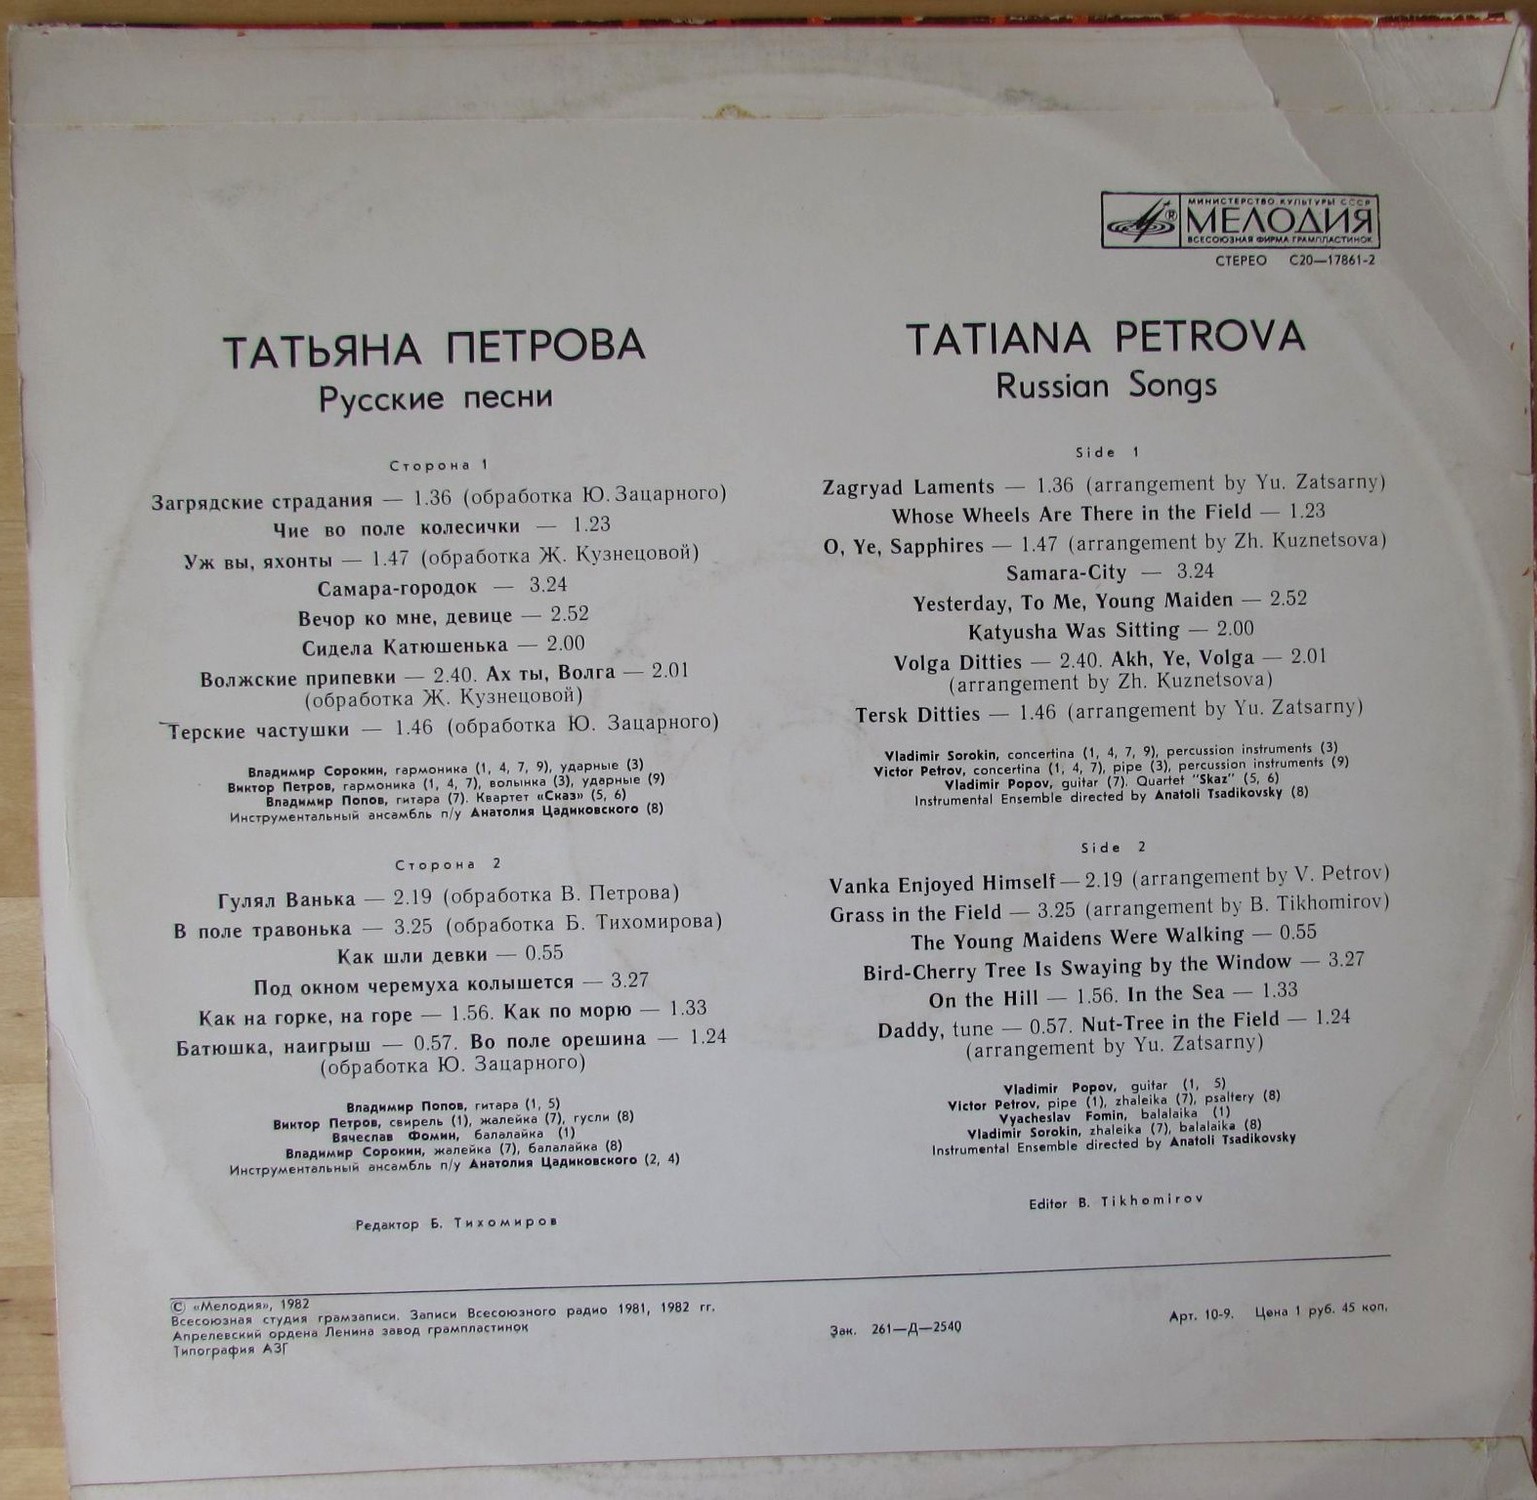 МИНИСТЕРСТВО КУЛЬТУРЫ СССР
МЕЛОДИЯ
ВСЕСОЮЗНАЯ ФИРМА ГРАМПЛАСТИНОК
СТЕРЕО С20—17861-2
ТАТЬЯНА ПЕТРОВА
Русские песни
Сторона 1
Загрядские страдания — 1.36 (обработка Ю. Зацарного)
Чие во поле колесички — 1.23
Уж вы, яхонты — 1.47 (обработка Ж. Кузнецовой)
Самара-городок — 3.24
Вечор ко мне, девице — 2.52
Сидела Катюшенька — 2.00
Волжские припевки — 2.40. Ах ты, Волга — 2.01
(обработка Ж. Кузнецовой)
Терские частушки — 1.46 (обработка Ю. Зацарного)
Владимир Сорокин, гармоника (1, 4, 7, 9), ударные (3)
Виктор Петров, гармоника (1, 4, 7), волынка (3), ударные (9)
Владимир Попов, гитара (7). Квартет «Сказ» (5, 6)
Инструментальный ансамбль п/у Анатолия Цадиковского (8)
Сторона 2
Гулял Ванька — 2.19 (обработка В. Петрова)
В поле травонька — 3.25 (обработка Б. Тихомирова)
Как шли девки — 0.55
Под окном черемуха колышется — 3.27
Как на горке, на горе — 1.56. Как по морю — 1.33
Батюшка, наигрыш — 0.57. Во поле орешина — 1.24
(обработка Ю. Зацарного)
Владимир Попов, гитара (1, 5)
Виктор Петров, свирель (1), жалейка (7), гусли (8)
Вячеслав Фомин, балалайка (1)
Владимир Сорокин, жалейка (7), балалайка (8)
Инструментальный ансамбль п/у Анатолия Цадиковского (2, 4)
Редактор Б. Тихомиров
TATIANA PETROVA
Russian Songs
Side 1
Zagryad Laments — 1.36 (arrangement by Yu. Zatsarny)
Whose Wheels Are There in the Field — 1.23
O, Ye, Sapphires — 1.47 (arrangement by Zh. Kuznetsova)
Samara-City — 3.24
Yesterday, To Me, Young Maiden — 2.52
Katyusha Was Sitting — 2.00
Volga Ditties — 2.40. Akh, Ye, Volga — 2.01
(arrangement by Zh. Kuznetsova)
Tersk Ditties — 1.46 (arrangement by Yu. Zatsarny)
Vladimir Sorokin, concertina (1, 4, 7, 9), percussion instruments (3)
Victor Petrov, concertina (1, 4, 7), pipe (3), percussion instruments (9)
Vladimir Popov, guitar (7). Quartet "Skaz" (5, 6)
Instrumental Ensemble directed by Anatoli Tsadikovsky (8)
Side 2
Vanka Enjoyed Himself — 2.19 (arrangement by V. Petrov)
Grass in the Field — 3.25 (arrangement by B. Tikhomirov)
The Young Maidens Were Walking — 0.55
Bird-Cherry Tree Is Swaying by the Window — 3.27
On the Hill — 1.56. In the Sea — 1.33
Daddy, tune — 0.57. Nut-Tree in the Field — 1.24
(arrangement by Yu. Zatsarny)
Vladimir Popov, guitar (1, 5)
Victor Petrov, pipe (1), zhaleika (7), psaltery (8)
Vyacheslav Fomin, balalaika (1)
Vladimir Sorokin, zhaleika (7), balalaika (8)
Instrumental Ensemble directed by Anatoli Tsadikovsky
Editor B. Tikhomirov
© «Мелодия», 1982
Всесоюзная студия грамзаписи. Записи Всесоюзного радио 1981, 1982 гг.
Апрелевский ордена Ленина завод грампластинок
Типография АЗГ
Зак. 261—Д—2540
Арт. 10-9. Цена 1 руб. 45 коп.